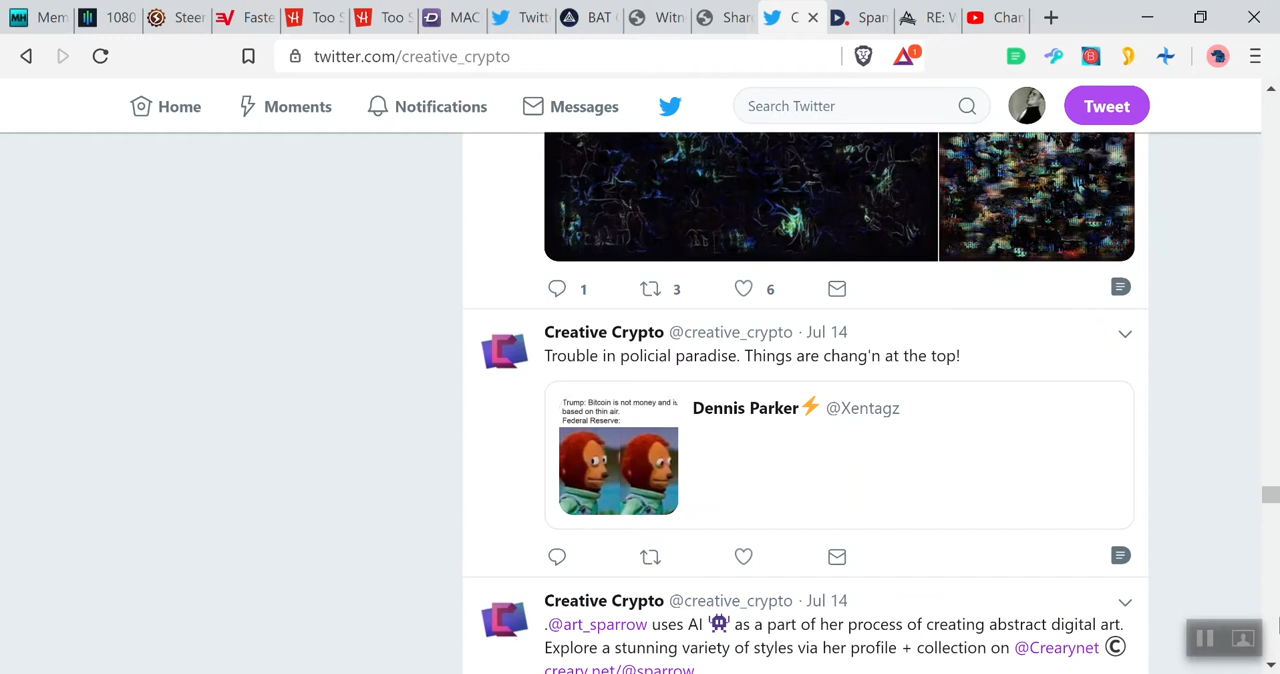 Mem
1080
Steer
Faste
Too S
Too S
MAC
Twitt
BAT
Witn
Shar
C
Span
RE: V
Chan
twitter.com/creative_crypto
1
Home
Moments
Notifications
Messages
Search Twitter
Tweet
1
3
6
Creative Crypto @creative_crypto · Jul 14
Trouble in policial paradise. Things are chang'n at the top!
Trump: Bitcoin is not money and is
based on thin air.
Federal Reserve:
Dennis Parker⚡ @Xentagz
Creative Crypto @creative_crypto · Jul 14
.@art_sparrow uses AI 👾 as a part of her process of creating abstract digital art.
Explore a stunning variety of styles via her profile + collection on @Crearynet ©
creary.net/@sparrow